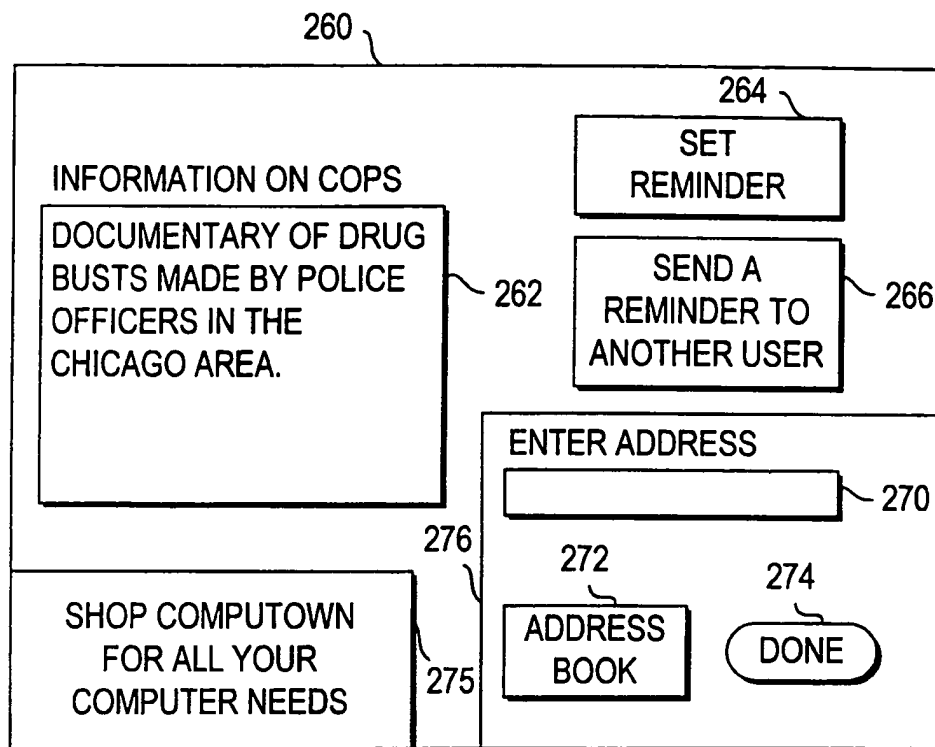 260
264
SET
REMINDER
INFORMATION ON COPS
DOCUMENTARY OF DRUG
BUSTS MADE BY POLICE
OFFICERS IN THE
CHICAGO AREA.
262
SEND A
REMINDER TO
ANOTHER USER
266
ENTER ADDRESS
270
276
272
274
ADDRESS
BOOK
DONE
SHOP COMPUTOWN
FOR ALL YOUR
COMPUTER NEEDS
275